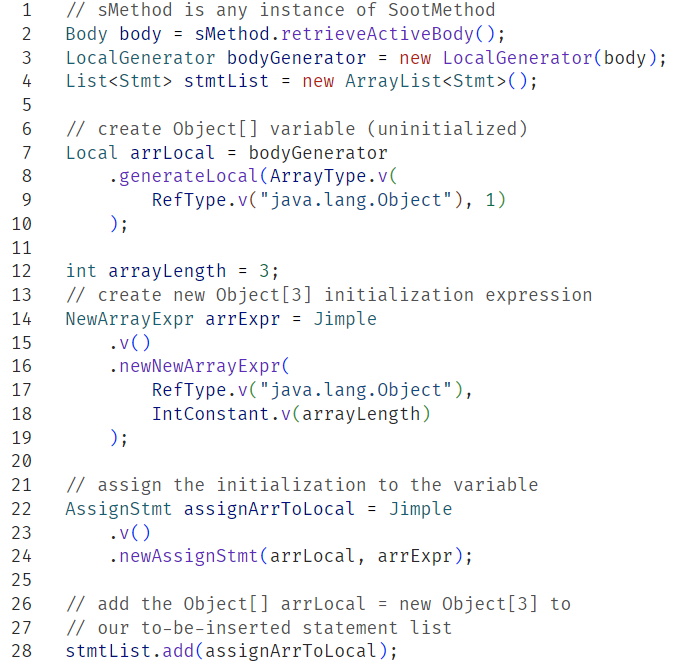 1 // sMethod is any instance of SootMethod
2 Body body = sMethod.retrieveActiveBody();
3 LocalGenerator bodyGenerator = new LocalGenerator(body);
4 List<Stmt> stmtList = new ArrayList<Stmt>();
5
6 // create Object[] variable (uninitialized)
7 Local arrLocal = bodyGenerator
8     .generateLocal(ArrayType.v(
9         RefType.v("java.lang.Object"), 1)
10     );
11
12 int arrayLength = 3;
13 // create new Object[3] initialization expression
14 NewArrayExpr arrExpr = Jimple
15     .v()
16     .newNewArrayExpr(
17         RefType.v("java.lang.Object"),
18         IntConstant.v(arrayLength)
19     );
20
21 // assign the initialization to the variable
22 AssignStmt assignArrToLocal = Jimple
23     .v()
24     .newAssignStmt(arrLocal, arrExpr);
25
26 // add the Object[] arrLocal = new Object[3] to
27 // our to-be-inserted statement list
28 stmtList.add(assignArrToLocal);